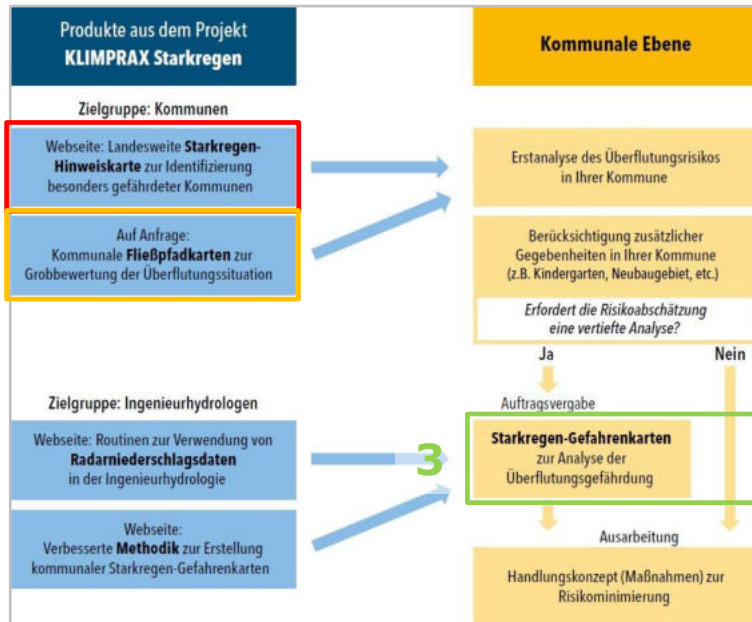 Produkte aus dem Projekt
KLIMPRAX Starkregen
Zielgruppe: Kommunen
Webseite: Landesweite Starkregen-
Hinweiskarte zur Identifizierung
besonders gefährdeter Kommunen
Auf Anfrage:
Kommunale Fließpfadkarten zur
Grobbewertung der Überflutungssituation
Zielgruppe: Ingenieurhydrologen
Webseite: Routinen zur Verwendung von
Radarniederschlagsdaten
in der Ingenieurhydrologie
Webseite:
Verbesserte Methodik zur Erstellung
kommunaler Starkregen-Gefahrenkarten
Kommunale Ebene
Erstanalyse des Überflutungsrisikos
in Ihrer Kommune
Berücksichtigung zusätzlicher
Gegebenheiten in Ihrer Kommune
(z.B. Kindergarten, Neubaugebiet, etc.)
Erfordert die Risikoabschätzung
eine vertiefte Analyse?
Ja Nein
Auftragsvergabe
3
Starkregen-Gefahrenkarten
zur Analyse der
Überflutungsgefährdung
Ausarbeitung
Handlungskonzept (Maßnahmen) zur
Risikominimierung